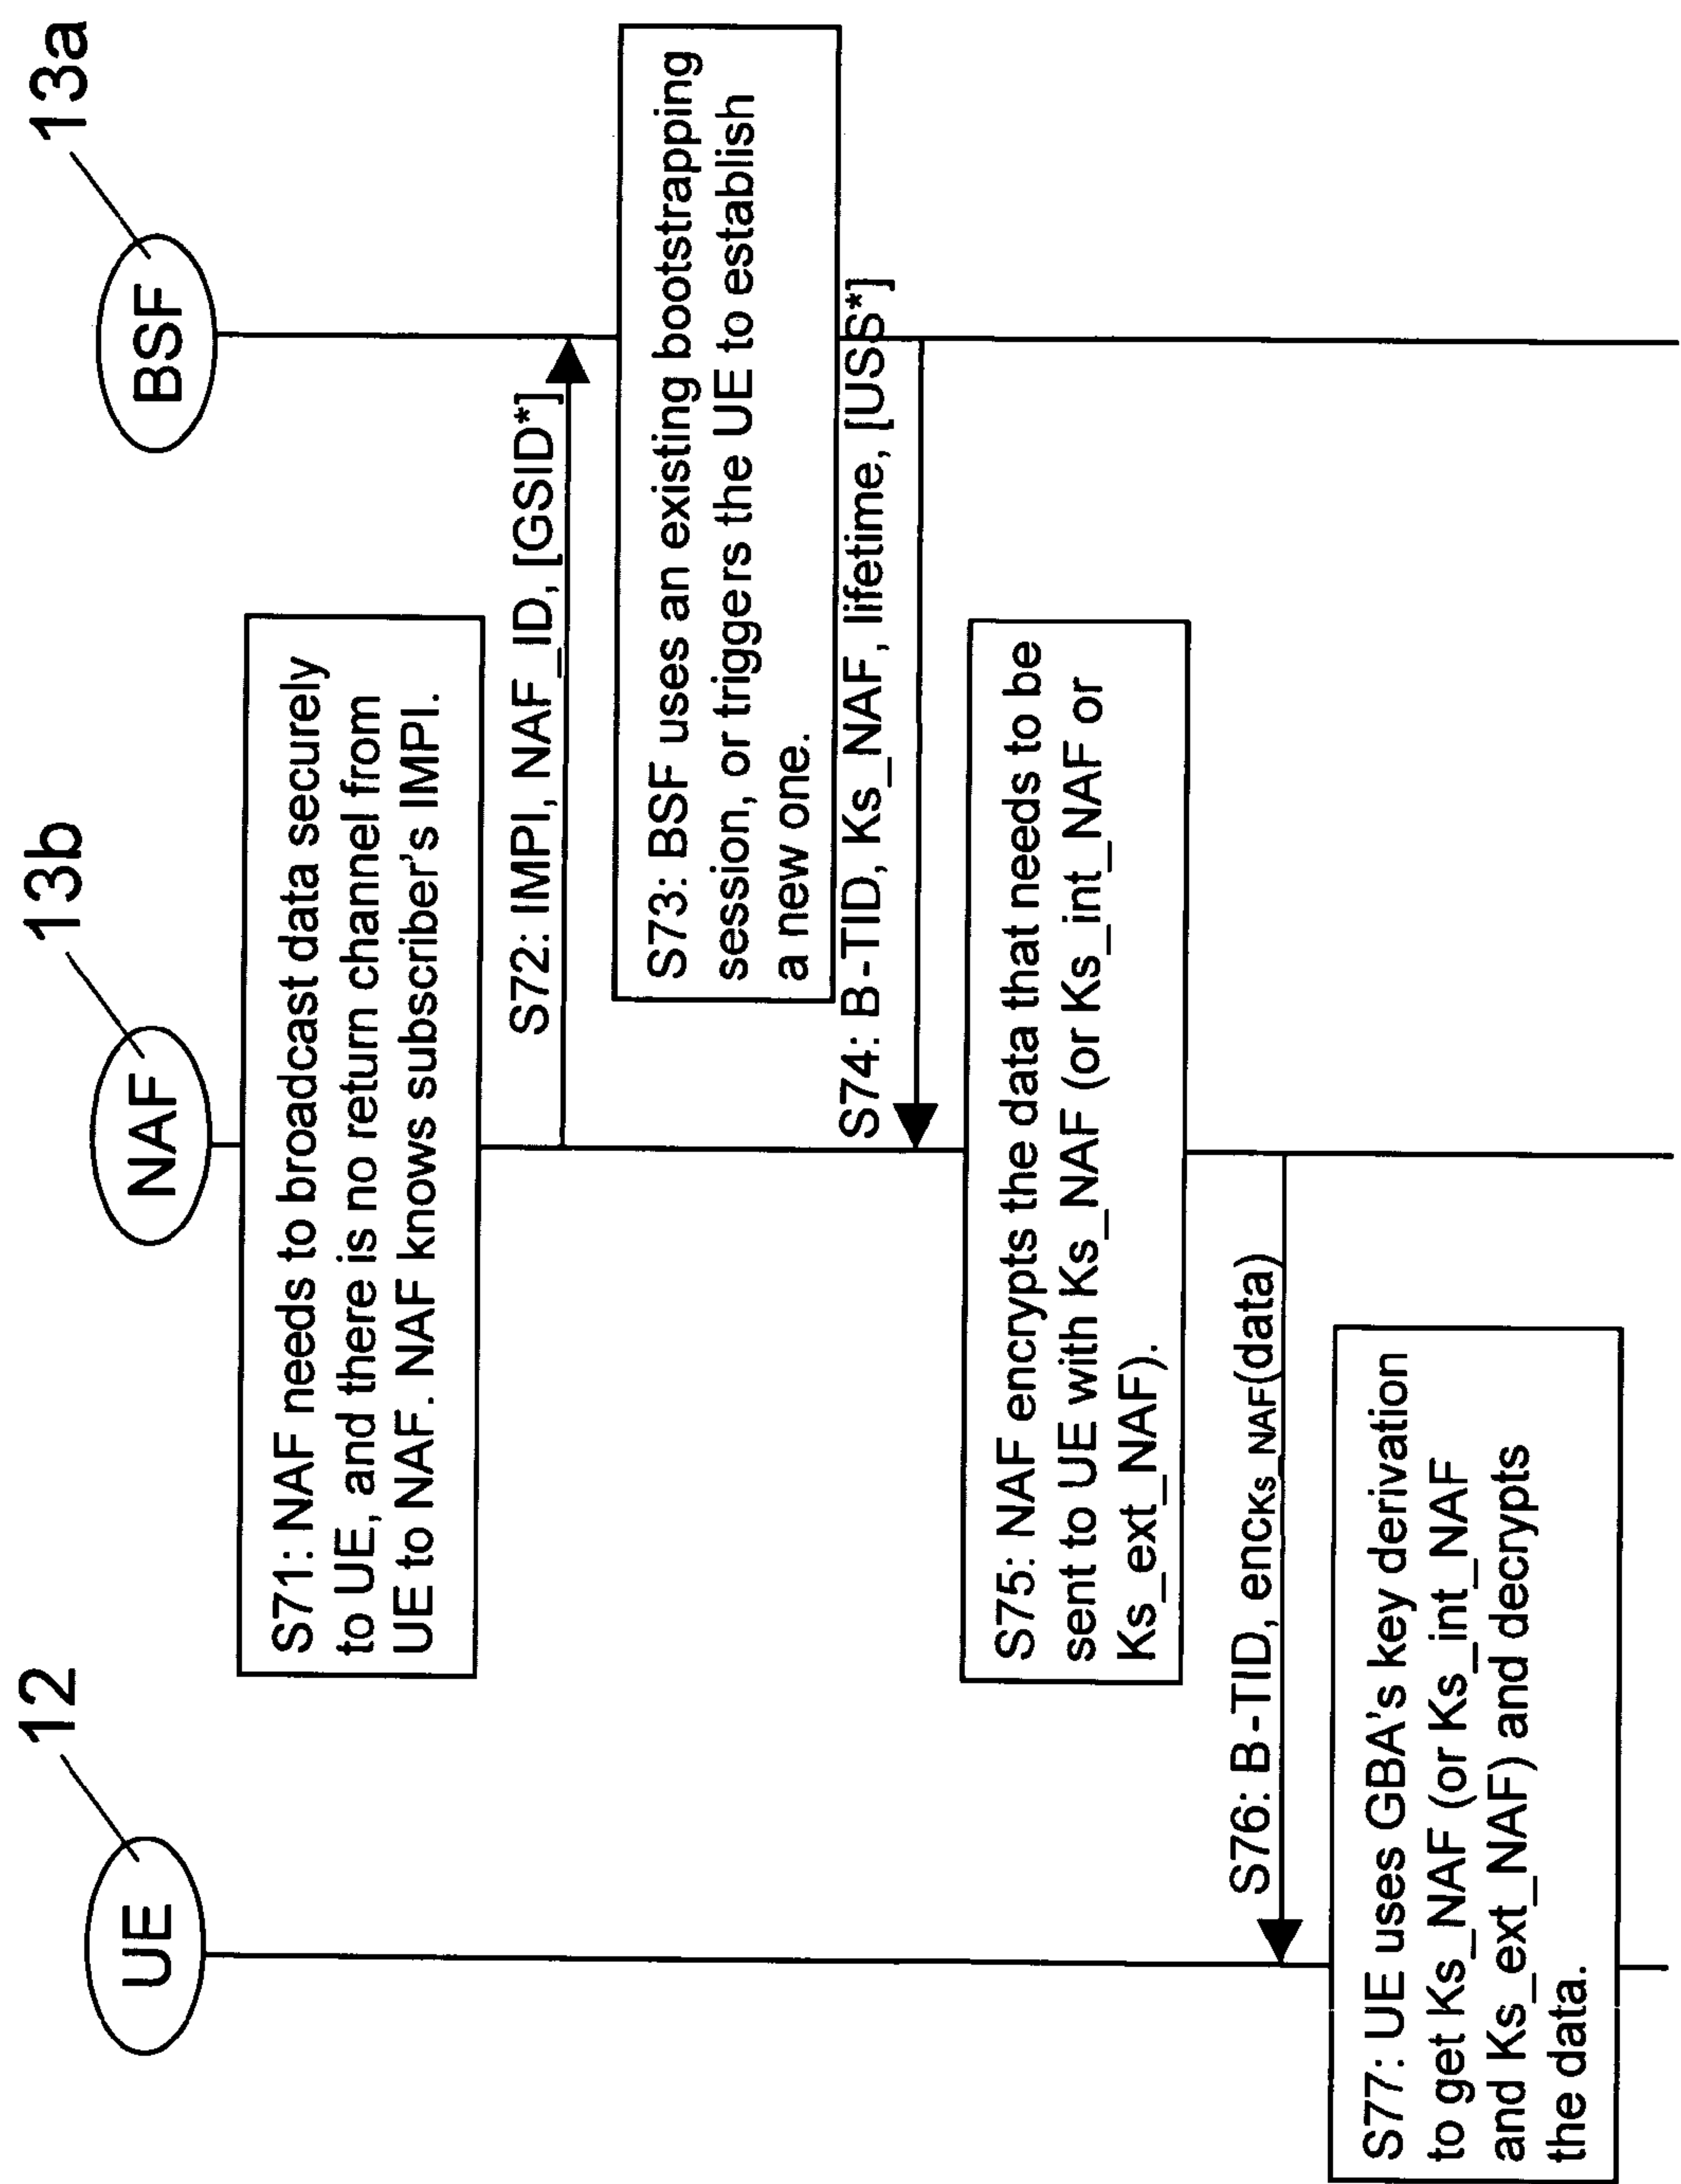 12
13b
13a
UE
NAF
BSF
S71: NAF needs to broadcast data securely
to UE, and there is no return channel from
UE to NAF. NAF knows subscriber's IMPI.
S72: IMPI, NAF_ID, [GSID*]
S73: BSF uses an existing bootstrapping
session, or triggers the UE to establish
a new one.
S74: B-TID, Ks_NAF, lifetime, [USS*]
S75: NAF encrypts the data that needs to be
sent to UE with Ks_NAF (or Ks_int_NAF or
Ks_ext_NAF).
S76: B-TID, encKs_NAF(data)
S77: UE uses GBA's key derivation
to get Ks_NAF (or Ks_int_NAF
and Ks_ext_NAF) and decrypts
the data.